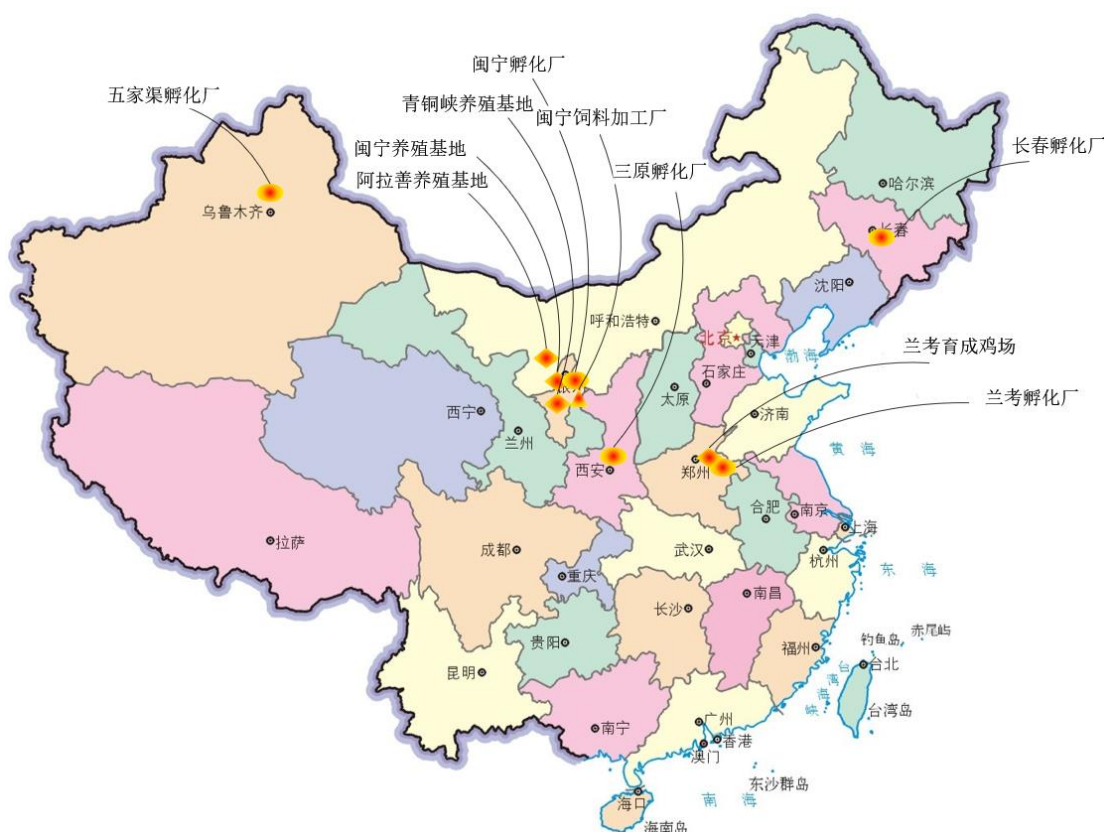 闽宁孵化厂
五家渠孵化厂
青铜峡养殖基地
闽宁饲料加工厂
闽宁养殖基地
三原孵化厂
长春孵化厂
阿拉善养殖基地
哈尔滨
乌鲁木齐
长春
沈阳
呼和浩特
北京
天津
渤海
兰考育成鸡场
石家庄
太原
兰考孵化厂
西宁
济南
兰州
黄海
郑州
西安
合肥
南京
上海
拉萨
成都
武汉
杭州
东海
重庆
南昌
长沙
贵阳
钓鱼岛
赤尾屿
福州
昆明
台北
台湾海峡
台湾岛
南宁
广州
香港
澳门
东沙群岛
海口
南海
海南岛